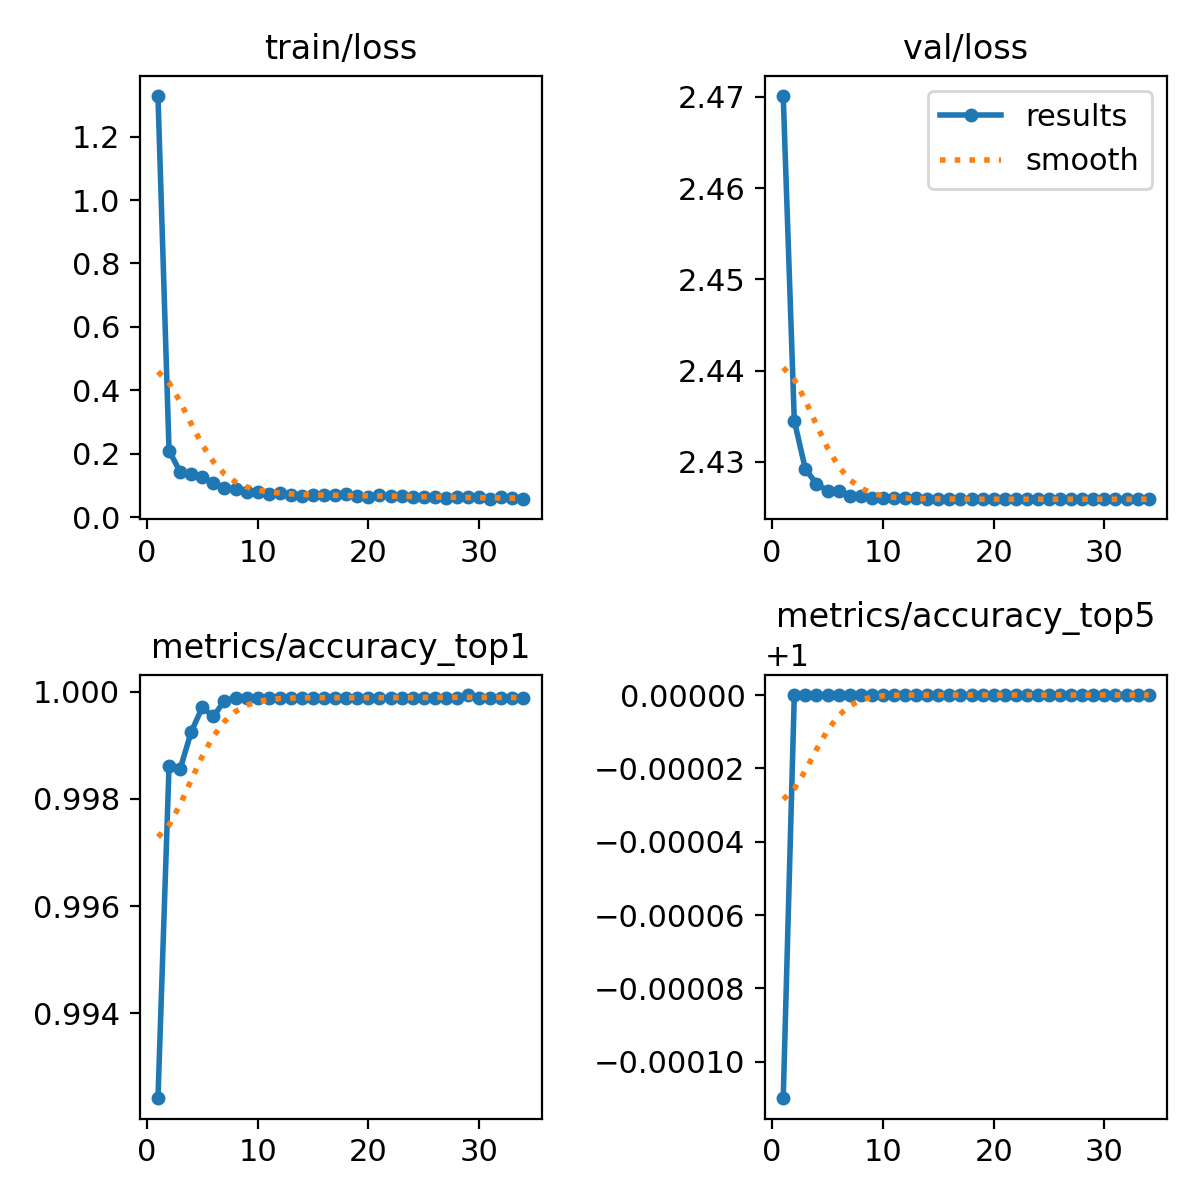 train/loss
1.2
1.0
0.8
0.6
0.4
0.2
0.0
0 10 20 30
val/loss
results
smooth
2.47
2.46
2.45
2.44
2.43
0 10 20 30
metrics/accuracy_top1
1.000
0.998
0.996
0.994
0 10 20 30
metrics/accuracy_top5
+1
0.00000
−0.00002
−0.00004
−0.00006
−0.00008
−0.00010
0 10 20 30